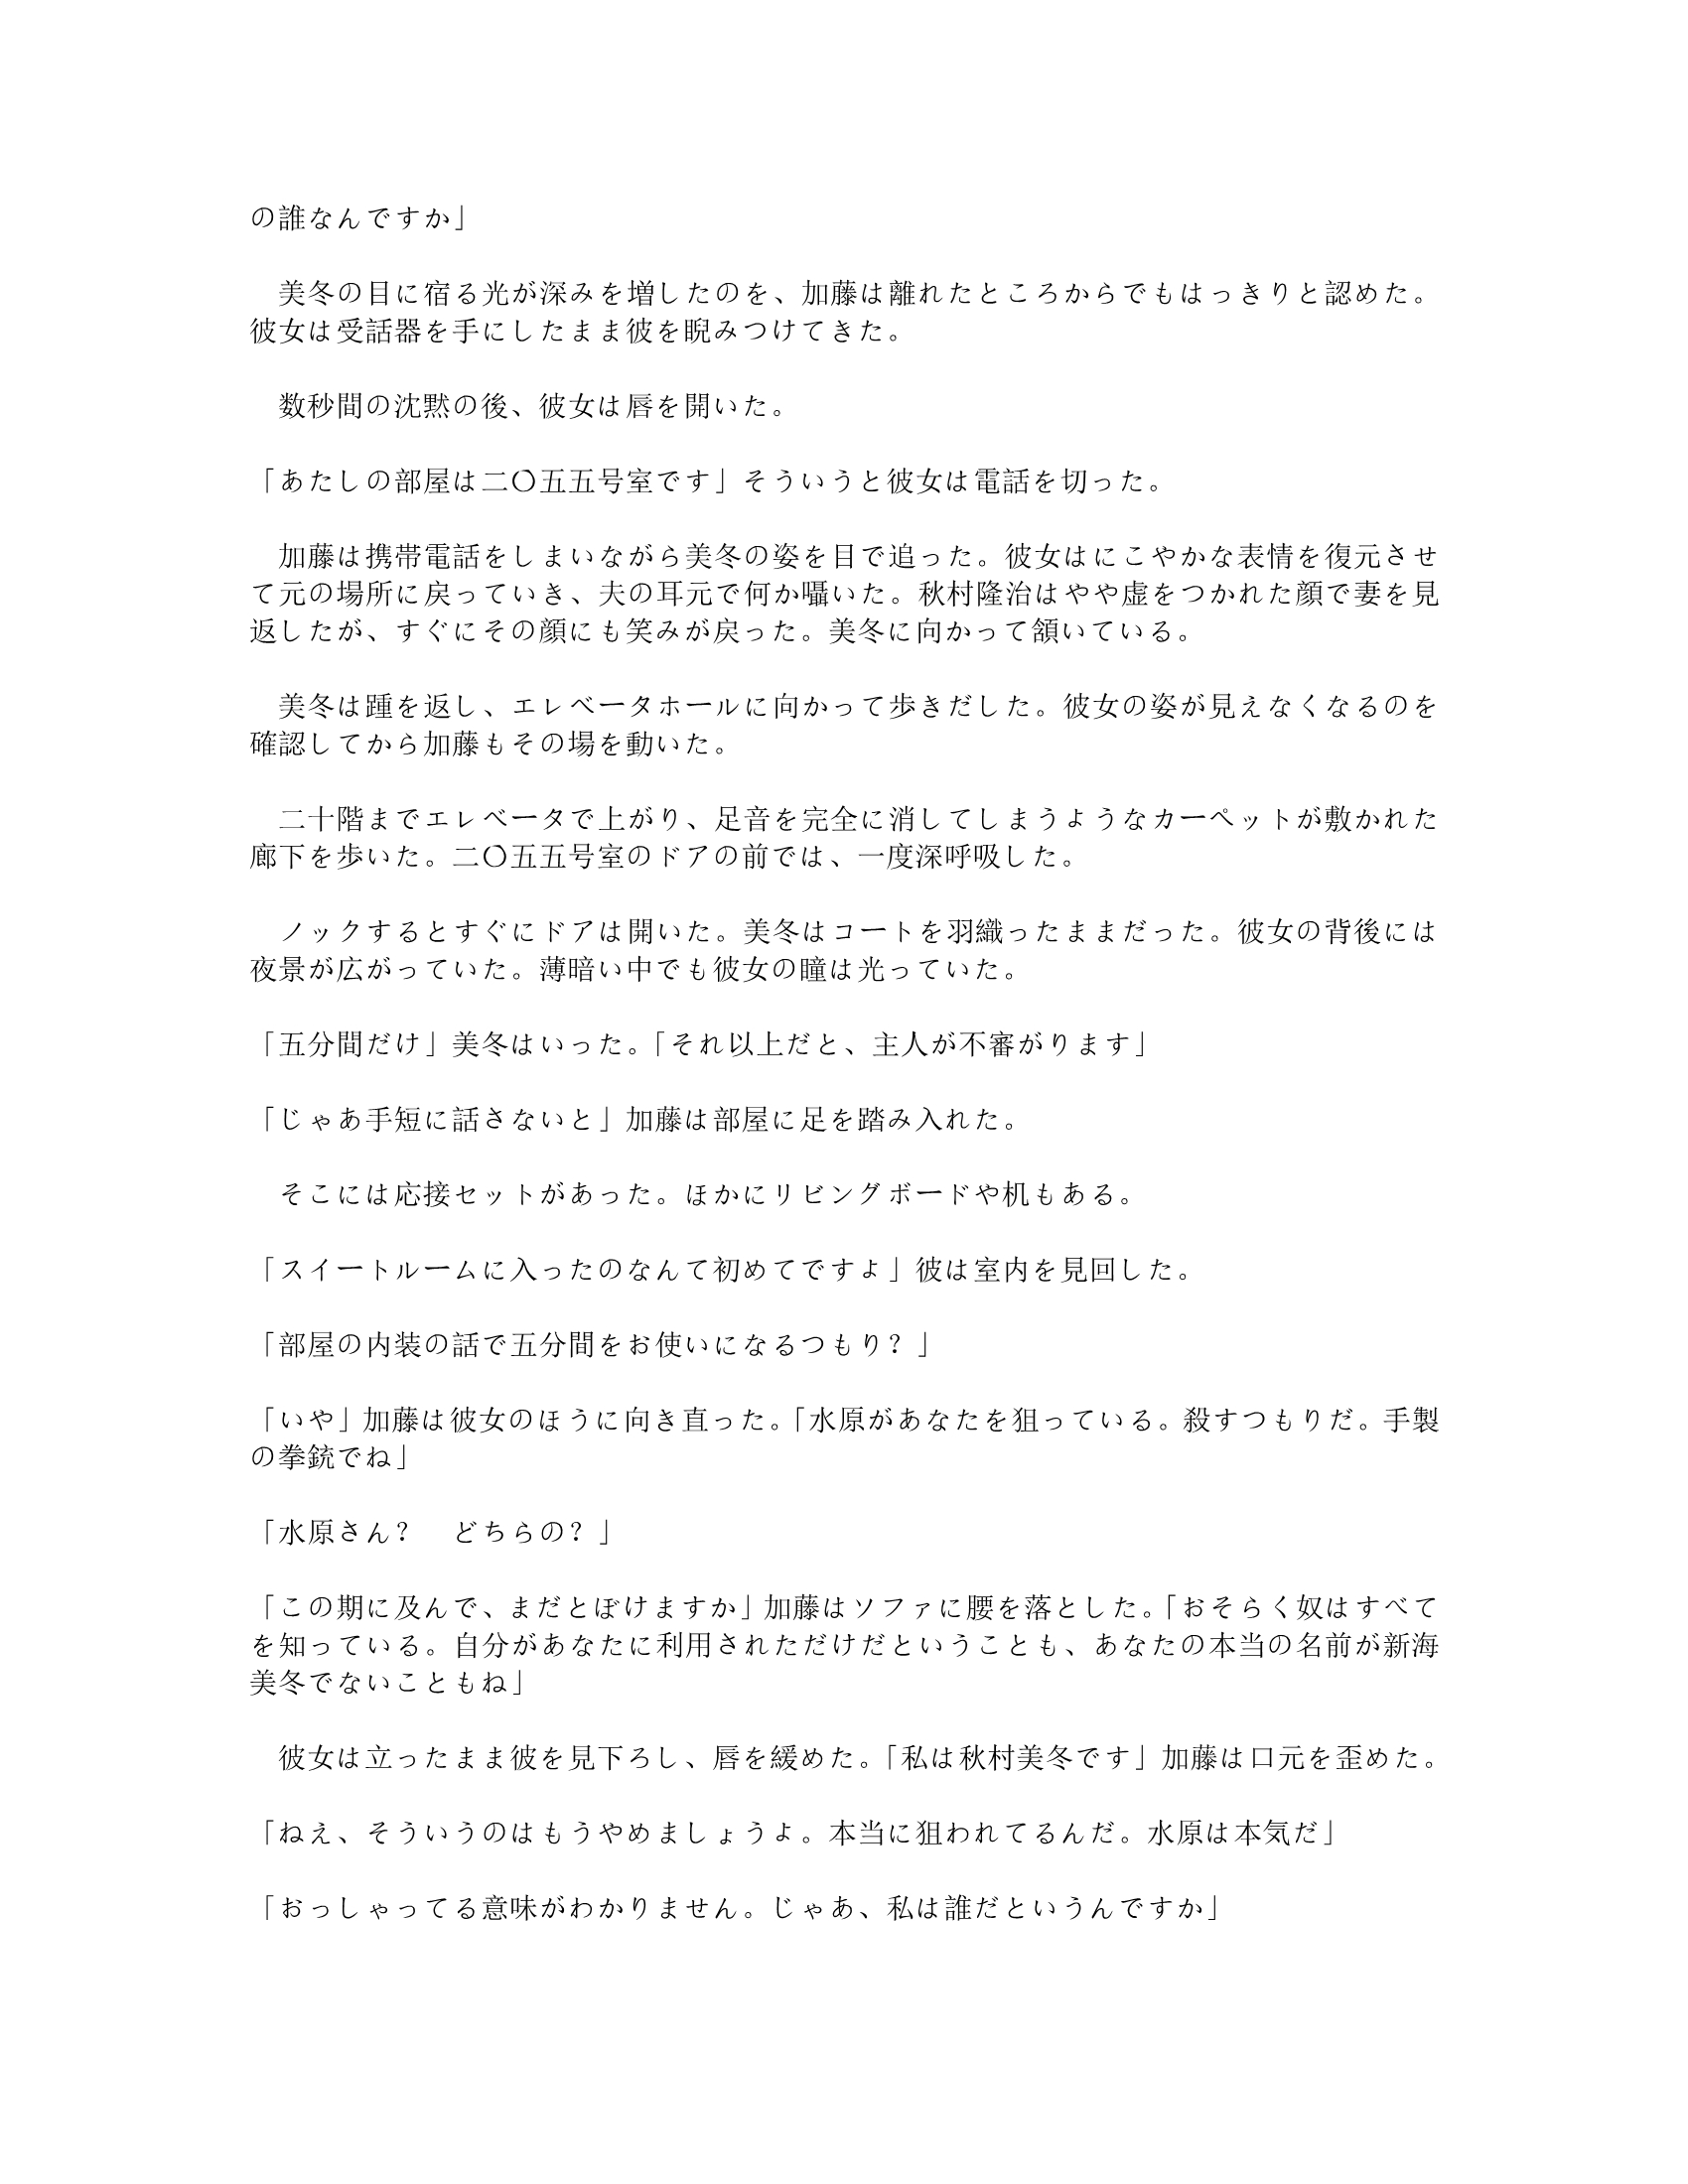 の誰なんですか」
　美冬の目に宿る光が深みを増したのを、加藤は離れたところからでもはっきりと認めた。
彼女は受話器を手にしたまま彼を睨みつけてきた。
　数秒間の沈黙の後、彼女は唇を開いた。
「あたしの部屋は二〇五五号室です」そういうと彼女は電話を切った。
　加藤は携帯電話をしまいながら美冬の姿を目で追った。彼女はにこやかな表情を復元させ
て元の場所に戻っていき、夫の耳元で何か囁いた。秋村隆治はやや虚をつかれた顔で妻を見
返したが、すぐにその顔にも笑みが戻った。美冬に向かって頷いている。
　美冬は踵を返し、エレベータホールに向かって歩きだした。彼女の姿が見えなくなるのを
確認してから加藤もその場を動いた。
　二十階までエレベータで上がり、足音を完全に消してしまうようなカーペットが敷かれた
廊下を歩いた。二〇五五号室のドアの前では、一度深呼吸した。
　ノックするとすぐにドアは開いた。美冬はコートを羽織ったままだった。彼女の背後には
夜景が広がっていた。薄暗い中でも彼女の瞳は光っていた。
「五分間だけ」美冬はいった。「それ以上だと、主人が不審がります」
「じゃあ手短に話さないと」加藤は部屋に足を踏み入れた。
　そこには応接セットがあった。ほかにリビングボードや机もある。
「スイートルームに入ったのなんて初めてですよ」彼は室内を見回した。
「部屋の内装の話で五分間をお使いになるつもり？」
「いや」加藤は彼女のほうに向き直った。「水原があなたを狙っている。殺すつもりだ。手製
の拳銃でね」
「水原さん？　どちらの？」
「この期に及んで、まだとぼけますか」加藤はソファに腰を落とした。「おそらく奴はすべて
を知っている。自分があなたに利用されただけだということも、あなたの本当の名前が新海
美冬でないこともね」
　彼女は立ったまま彼を見下ろし、唇を緩めた。「私は秋村美冬です」加藤は口元を歪めた。
「ねえ、そういうのはもうやめましょうよ。本当に狙われてるんだ。水原は本気だ」
「おっしゃってる意味がわかりません。じゃあ、私は誰だというんですか」